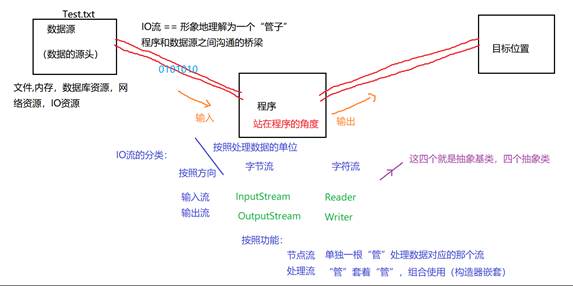 Test.txt
数据源
（数据的源头）
文件,内存，数据库资源，网
络资源，IO资源
IO流 == 形象地理解为一个“管子”
程序和数据源之间沟通的桥梁
0101010
输入
程序
站在程序的角度
输出
目标位置
IO流的分类：
按照处理数据的单位
按照方向
字节流
字符流
这四个就是抽象基类，四个抽象类
输入流
InputStream
Reader
输出流
OutputStream
Writer
按照功能：
节点流 单独一根“管”处理数据对应的那个流
处理流 “管”套着“管”，组合使用（构造器嵌套）